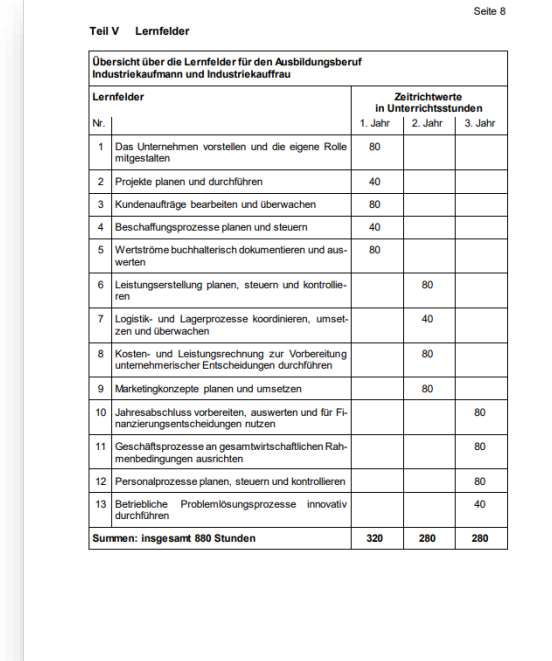 Seite 8
Teil V Lernfelder
Übersicht über die Lernfelder für den Ausbildungsberuf
Industriekaufmann und Industriekauffrau
Lernfelder Zeitrichtwerte
in Unterrichtsstunden
Nr. 1. Jahr 2. Jahr 3. Jahr
1 Das Unternehmen vorstellen und die eigene Rolle 80
mitgestalten
2 Projekte planen und durchführen 40
3 Kundenaufträge bearbeiten und überwachen 80
4 Beschaffungsprozesse planen und steuern 40
5 Wertströme buchhalterisch dokumentieren und aus- 80
werten
6 Leistungserstellung planen, steuern und kontrollie- 80
ren
7 Logistik- und Lagerprozesse koordinieren, umset- 40
zen und überwachen
8 Kosten- und Leistungsrechnung zur Vorbereitung 80
unternehmerischer Entscheidungen durchführen
9 Marketingkonzepte planen und umsetzen 80
10 Jahresabschluss vorbereiten, auswerten und für Fi- 80
nanzierungsentscheidungen nutzen
11 Geschäftsprozesse an gesamtwirtschaftlichen Rah- 80
menbedingungen ausrichten
12 Personalprozesse planen, steuern und kontrollieren 80
13 Betriebliche Problemlösungsprozesse innovativ 40
durchführen
Summen: insgesamt 880 Stunden 320 280 280